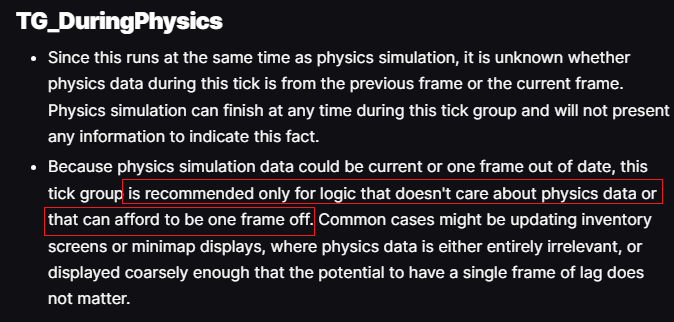 TG_DuringPhysics
• Since this runs at the same time as physics simulation, it is unknown whether
physics data during this tick is from the previous frame or the current frame.
Physics simulation can finish at any time during this tick group and will not present
any information to indicate this fact.
• Because physics simulation data could be current or one frame out of date, this
tick group is recommended only for logic that doesn't care about physics data or
that can afford to be one frame off. Common cases might be updating inventory
screens or minimap displays, where physics data is either entirely irrelevant, or
displayed coarsely enough that the potential to have a single frame of lag does
not matter.